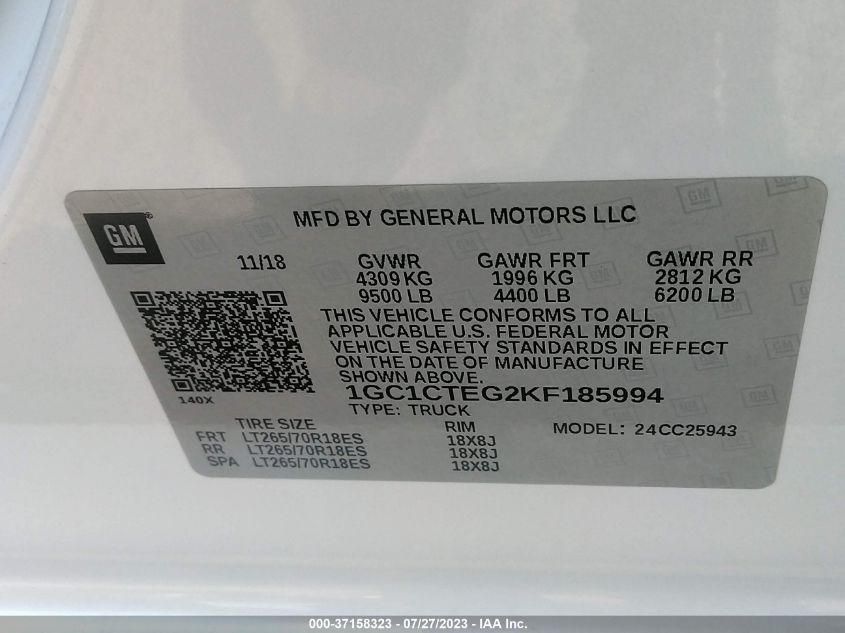 GM
MFD BY GENERAL MOTORS LLC
11/18 GVWR GAWR FRT GAWR RR
4309 KG 1996 KG 2812 KG
9500 LB 4400 LB 6200 LB
THIS VEHICLE CONFORMS TO ALL
APPLICABLE U.S. FEDERAL MOTOR
VEHICLE SAFETY STANDARDS IN EFFECT
ON THE DATE OF MANUFACTURE
SHOWN ABOVE.
140X 1GC1CTEG2KF185994
TYPE: TRUCK
TIRE SIZE RIM MODEL: 24CC25943
FRT LT265/70R18ES 18X8J
RR LT265/70R18ES 18X8J
SPA LT265/70R18ES 18X8J
000-37158323 - 07/27/2023 - IAA Inc.